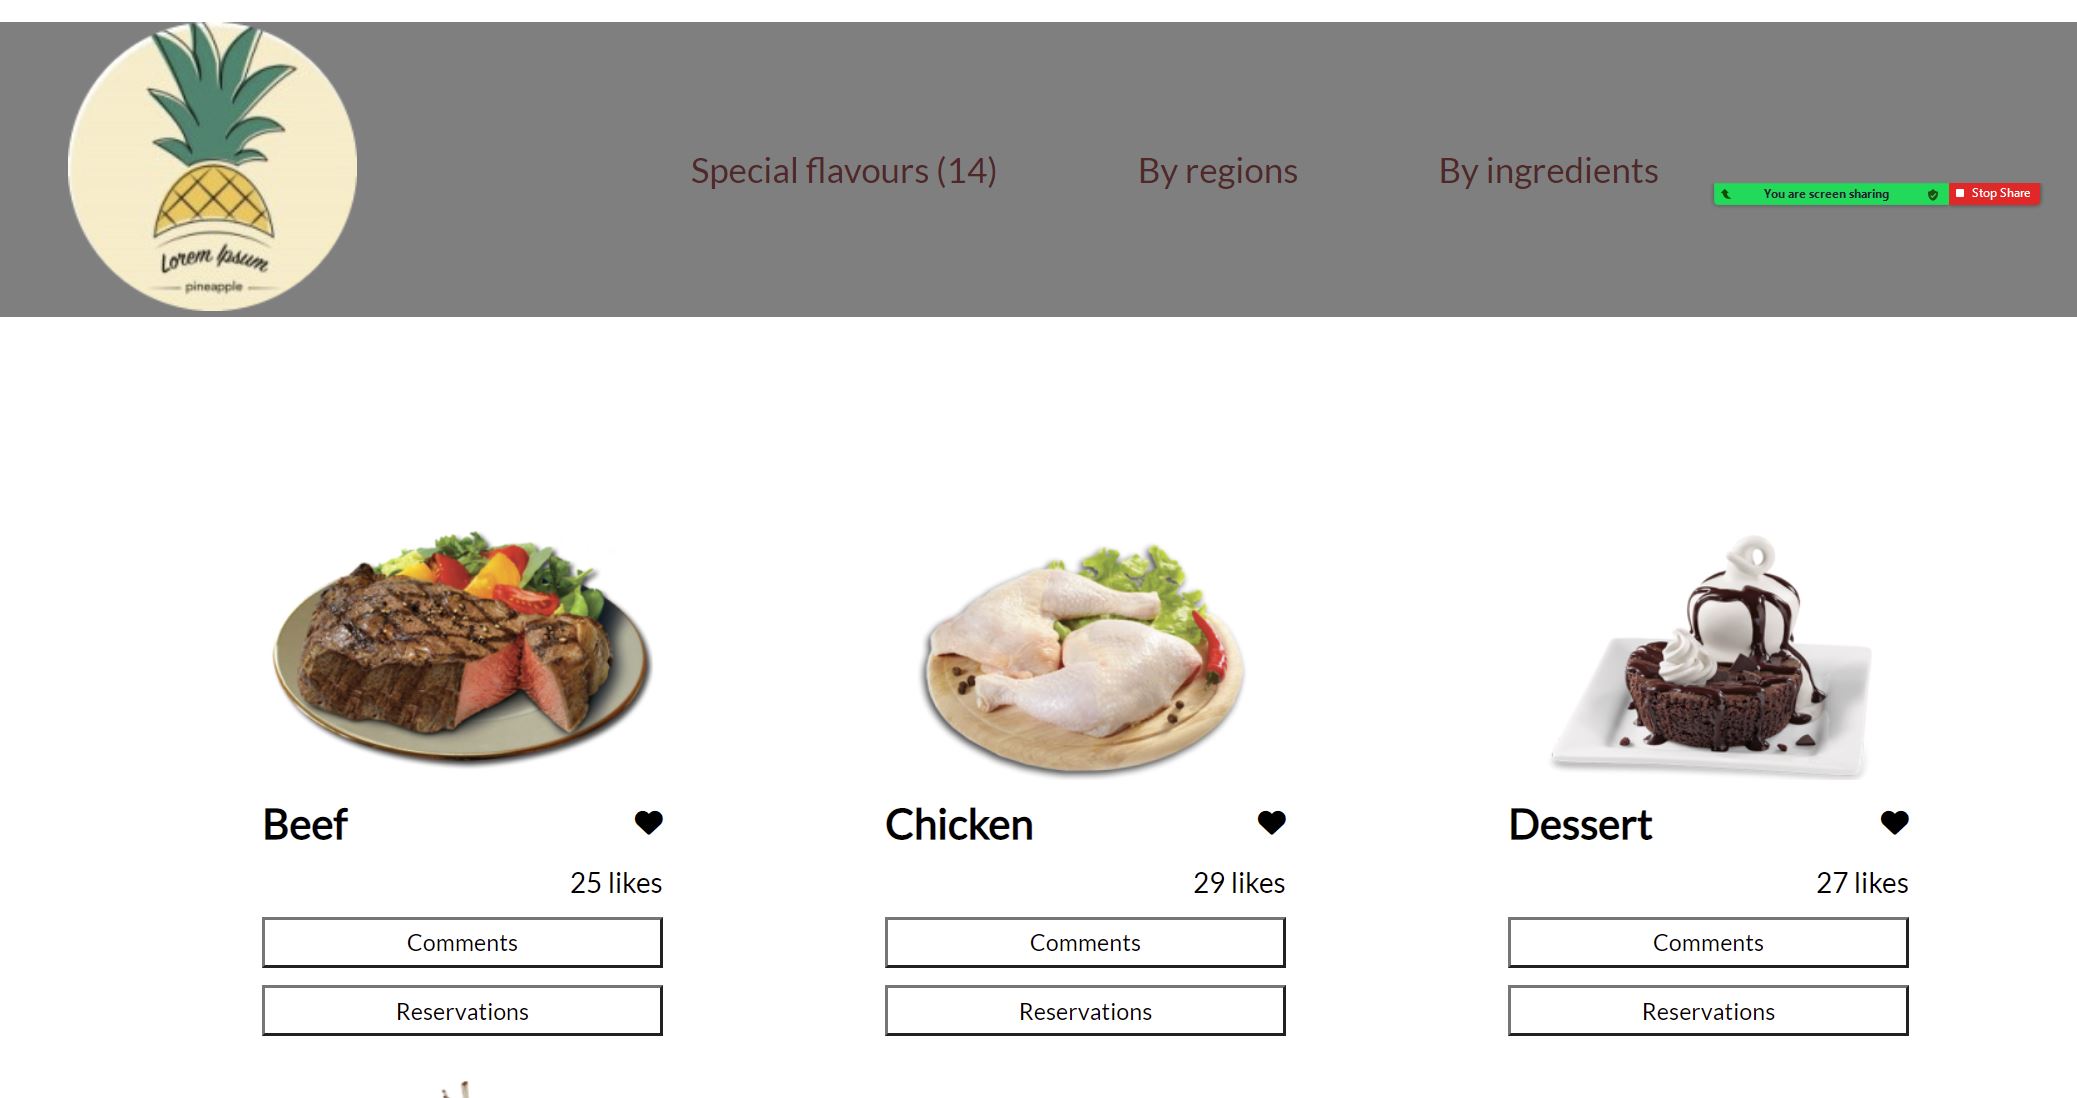 Lorem Ipsum
pineapple
Special flavours (14)
By regions
By ingredients
You are screen sharing
Stop Share
Beef
Chicken
Dessert
25 likes
29 likes
27 likes
Comments
Comments
Comments
Reservations
Reservations
Reservations